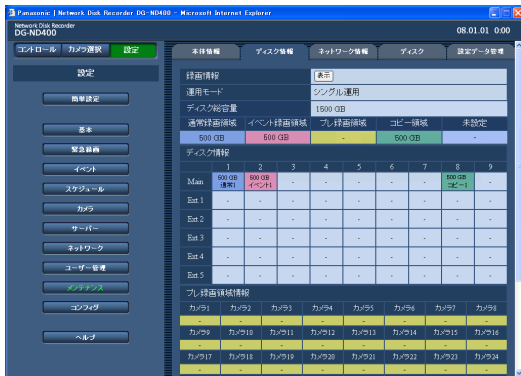 Panasonic | Network Disk Recorder DG-ND400 - Microsoft Internet Explorer
Network Disk Recorder
DG-ND400
08.01.01 0:00
コントロール カメラ選択 設定
本体情報 ディスク情報 ネットワーク情報 ディスク 設定データ管理
設定
簡単設定
基本
緊急録画
イベント
スケジュール
カメラ
サーバー
ネットワーク
ユーザー管理
メンテナンス
コンフィグ
ヘルプ
録画情報 表示
運用モード シングル運用
ディスク総容量 1500 GB
通常録画領域 イベント録画領域 プレ録画領域 コピー領域 未設定
500 GB 500 GB - 500 GB -
ディスク情報
1 2 3 4 5 6 7 8 9
Main 500 GB 通常1 500 GB イベント1 - - - - - 500 GB コピー1 -
Ext 1 - - - - - - - - -
Ext 2 - - - - - - - - -
Ext 3 - - - - - - - - -
Ext 4 - - - - - - - - -
Ext 5 - - - - - - - - -
プレ録画領域情報
カメラ1 カメラ2 カメラ3 カメラ4 カメラ5 カメラ6 カメラ7 カメラ8
- - - - - - - -
カメラ9 カメラ10 カメラ11 カメラ12 カメラ13 カメラ14 カメラ15 カメラ16
- - - - - - - -
カメラ17 カメラ18 カメラ19 カメラ20 カメラ21 カメラ22 カメラ23 カメラ24
- - - - - - - -